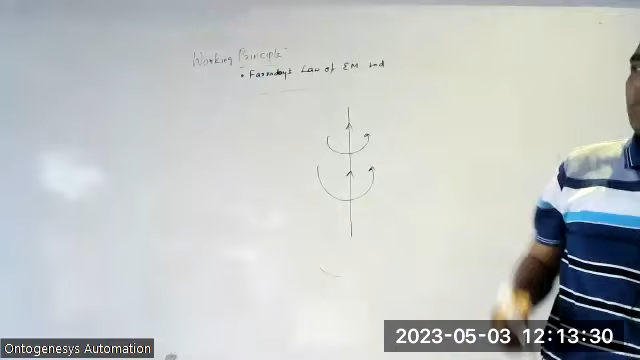 Working Principle
Faraday's Law of EM ind
Ontogenesys Automation
2023-05-03 12:13:30